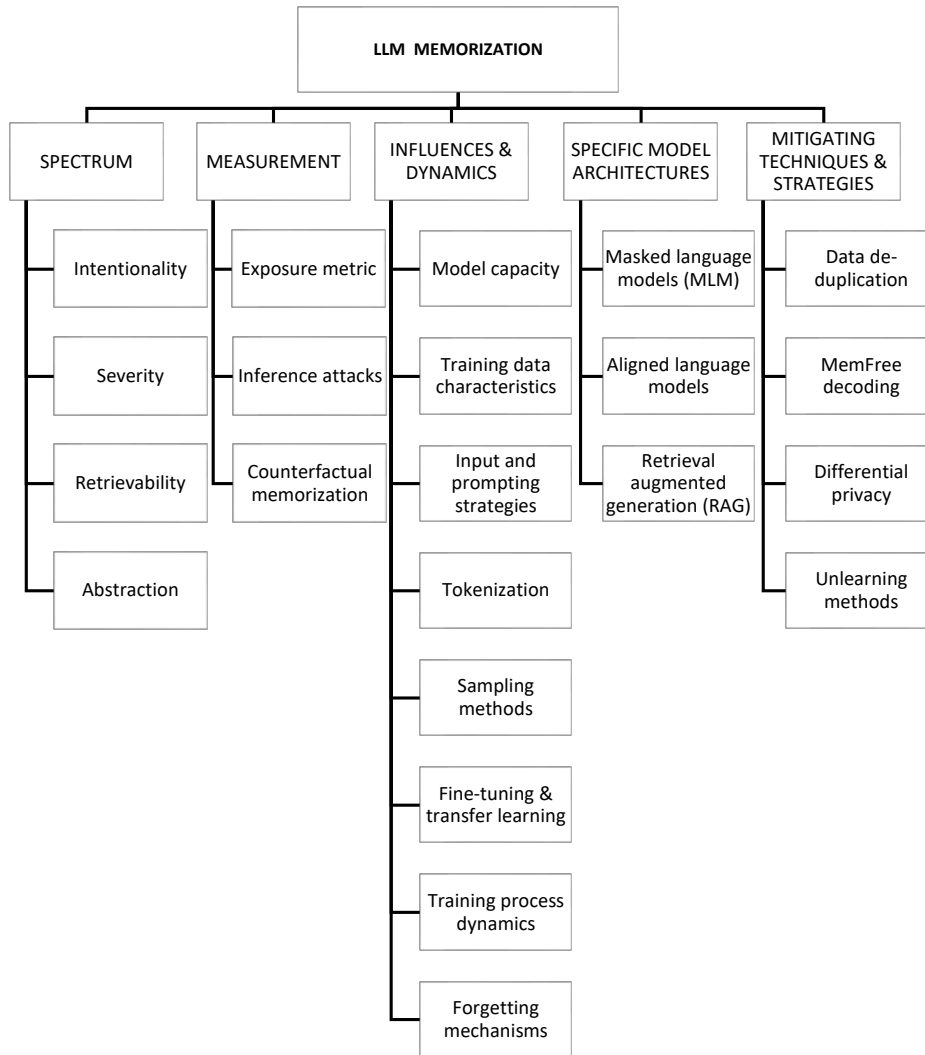 LLM MEMORIZATION
SPECTRUM
Intentionality
Severity
Retrievability
Abstraction
MEASUREMENT
Exposure metric
Inference attacks
Counterfactual
memorization
INFLUENCES &
DYNAMICS
Model capacity
Training data
characteristics
Input and
prompting
strategies
Tokenization
Sampling
methods
Fine-tuning &
transfer learning
Training process
dynamics
Forgetting
mechanisms
SPECIFIC MODEL
ARCHITECTURES
Masked language
models (MLM)
Aligned language
models
Retrieval
augmented
generation (RAG)
MITIGATING
TECHNIQUES &
STRATEGIES
Data de-
duplication
MemFree
decoding
Differential
privacy
Unlearning
methods